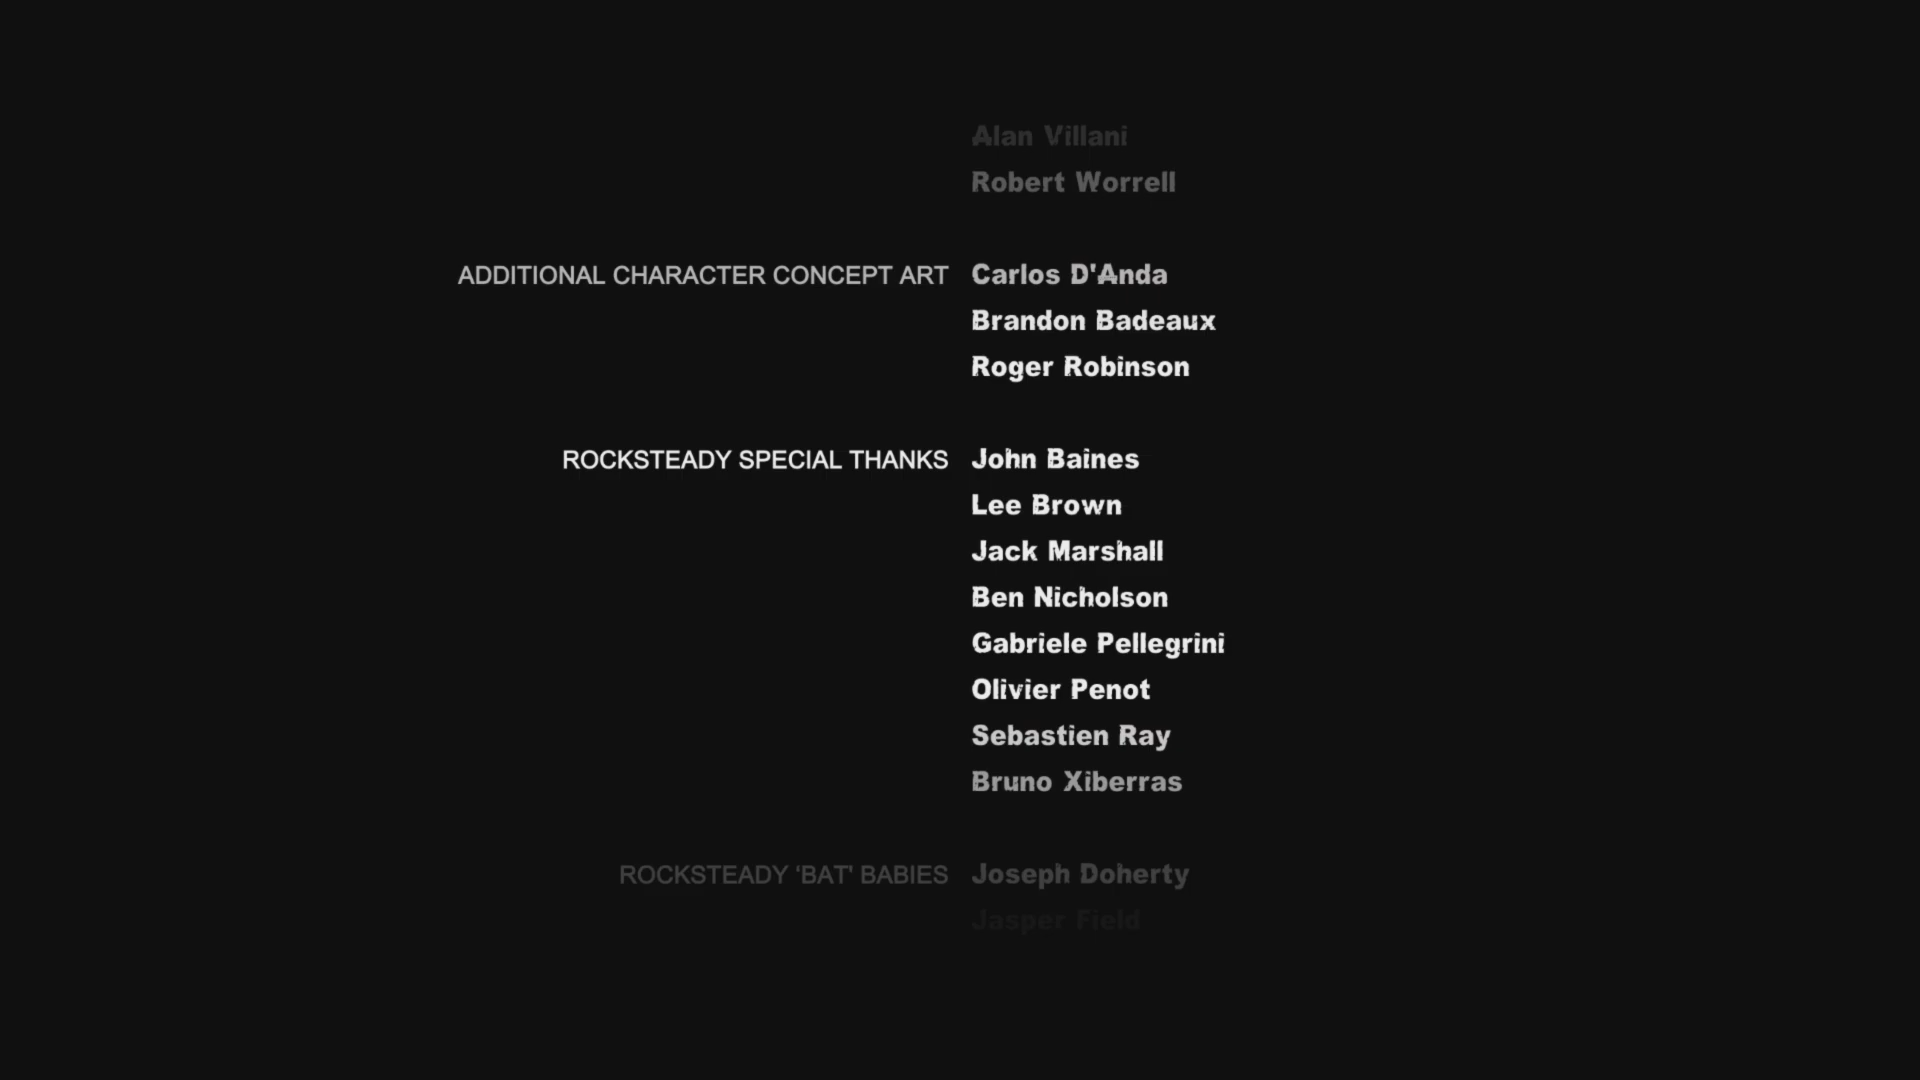 Alan Villani
Robert Worrell
ADDITIONAL CHARACTER CONCEPT ART Carlos D'Anda
Brandon Badeaux
Roger Robinson
ROCKSTEADY SPECIAL THANKS John Baines
Lee Brown
Jack Marshall
Ben Nicholson
Gabriele Pellegrini
Olivier Penot
Sebastien Ray
Bruno Xiberras
ROCKSTEADY ‘BAT' BABIES Joseph Doherty
Jasper Field